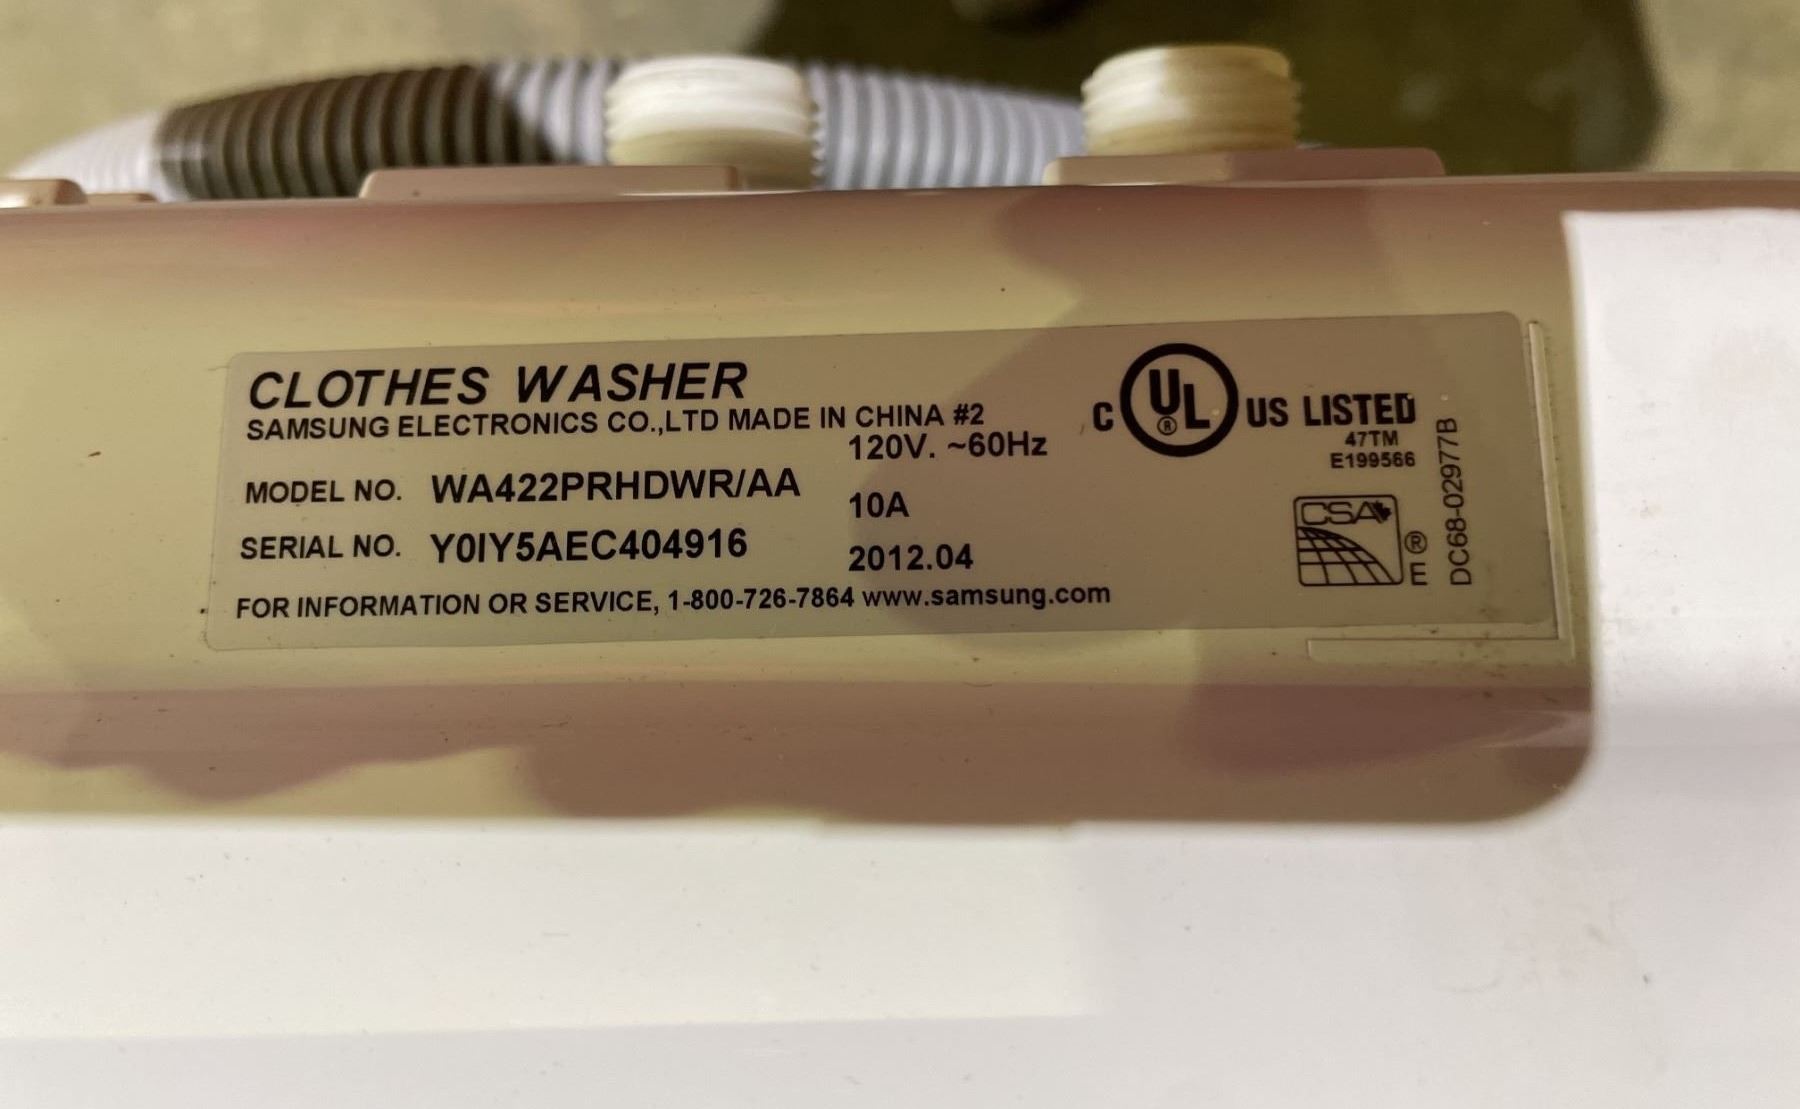 CLOTHES WASHER
SAMSUNG ELECTRONICS CO.,LTD MADE IN CHINA #2
120V. ~60Hz
MODEL NO. WA422PRHDWR/AA
10A
SERIAL NO. Y0IY5AEC404916
2012.04
FOR INFORMATION OR SERVICE, 1-800-726-7864 www.samsung.com
C UL ® US LISTED
47TM
E199566
CSA ®
E
DC68-02977B